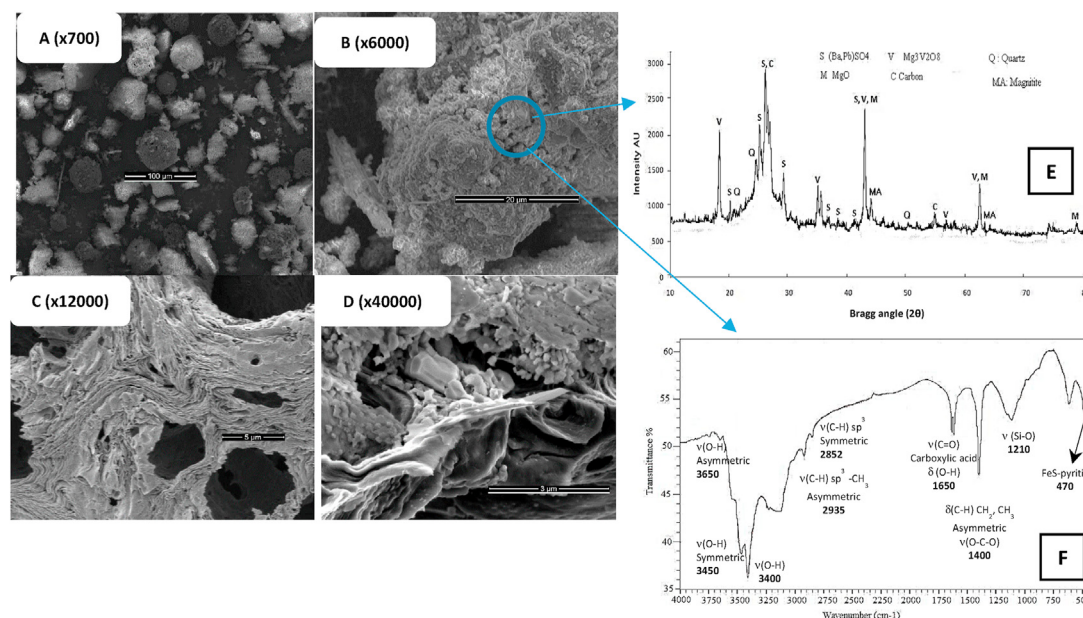 A (x700)
100 µm
B (x6000)
20 µm
C (x12000)
5 µm
D (x40000)
3 µm
S (Ba,Pb)SO4 V Mg3V2O8 Q : Quartz
M MgO C Carbon MA: Magnitite
Intensity AU
3000
2500
2000
1500
1000
500
0
V
S Q
Q
S
S, C
S
V
S
S
S
S, V, M
MA
Q
C
V
V, M
MA
M
E
10 20 30 40 50 60 70 80
Bragg angle (2θ)
Transmittance %
60
55
50
45
40
35
ν(O-H)
Asymmetric
3650
ν(O-H)
Symmetric
3450
ν(O-H)
3400
ν(C-H) sp3
Symmetric
2852
ν(C-H) sp3 -CH3
Asymmetric
2935
ν(C=O)
Carboxylic acid
δ (O-H)
1650
δ(C-H) CH2, CH3
Asymmetric
ν(O-C-O)
1400
ν (Si-O)
1210
FeS-pyriti
470
F
4000 3750 3500 3250 3000 2750 2500 2250 2000 1750 1500 1250 1000 750 500
Wavenumber (cm-1)